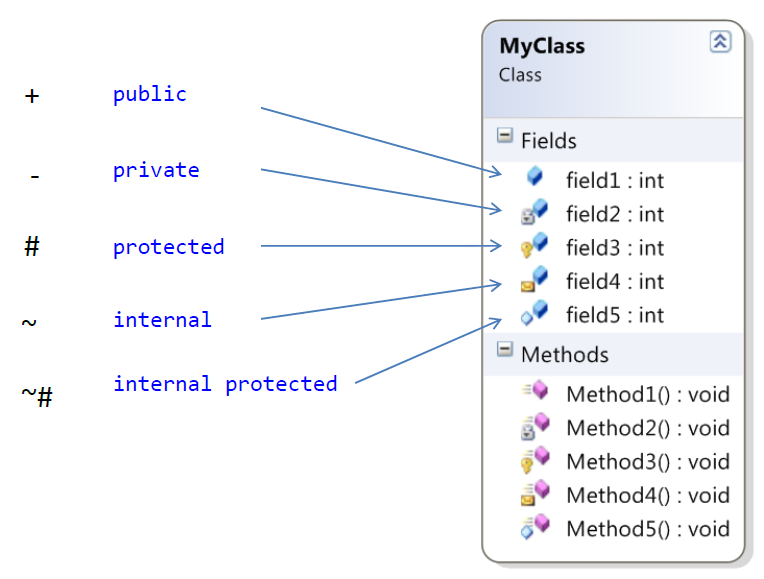 + public
- private
# protected
~ internal
~# internal protected
MyClass
Class
Fields
field1 : int
field2 : int
field3 : int
field4 : int
field5 : int
Methods
Method1() : void
Method2() : void
Method3() : void
Method4() : void
Method5() : void